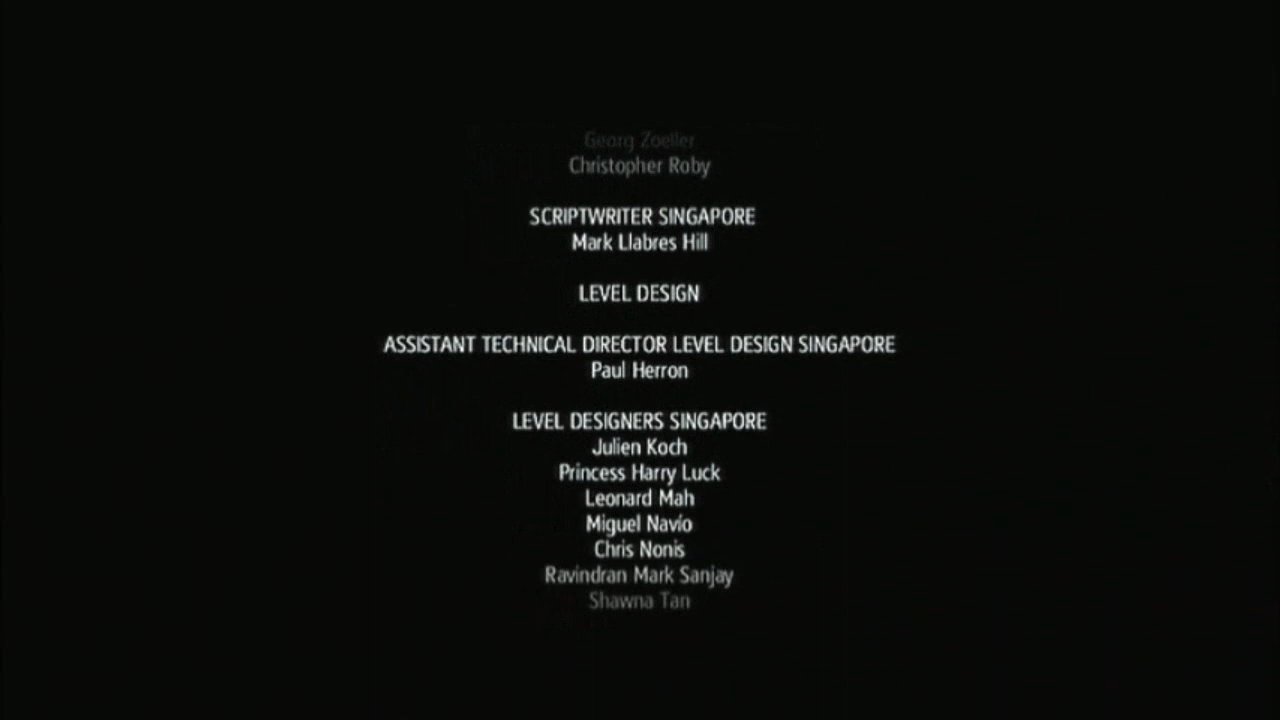 Georg Zoeller
Christopher Roby
SCRIPTWRITER SINGAPORE
Mark Llabres Hill
LEVEL DESIGN
ASSISTANT TECHNICAL DIRECTOR LEVEL DESIGN SINGAPORE
Paul Herron
LEVEL DESIGNERS SINGAPORE
Julien Koch
Princess Harry Luck
Leonard Mah
Miguel Navío
Chris Nonis
Ravindran Mark Sanjay
Shawna Tan